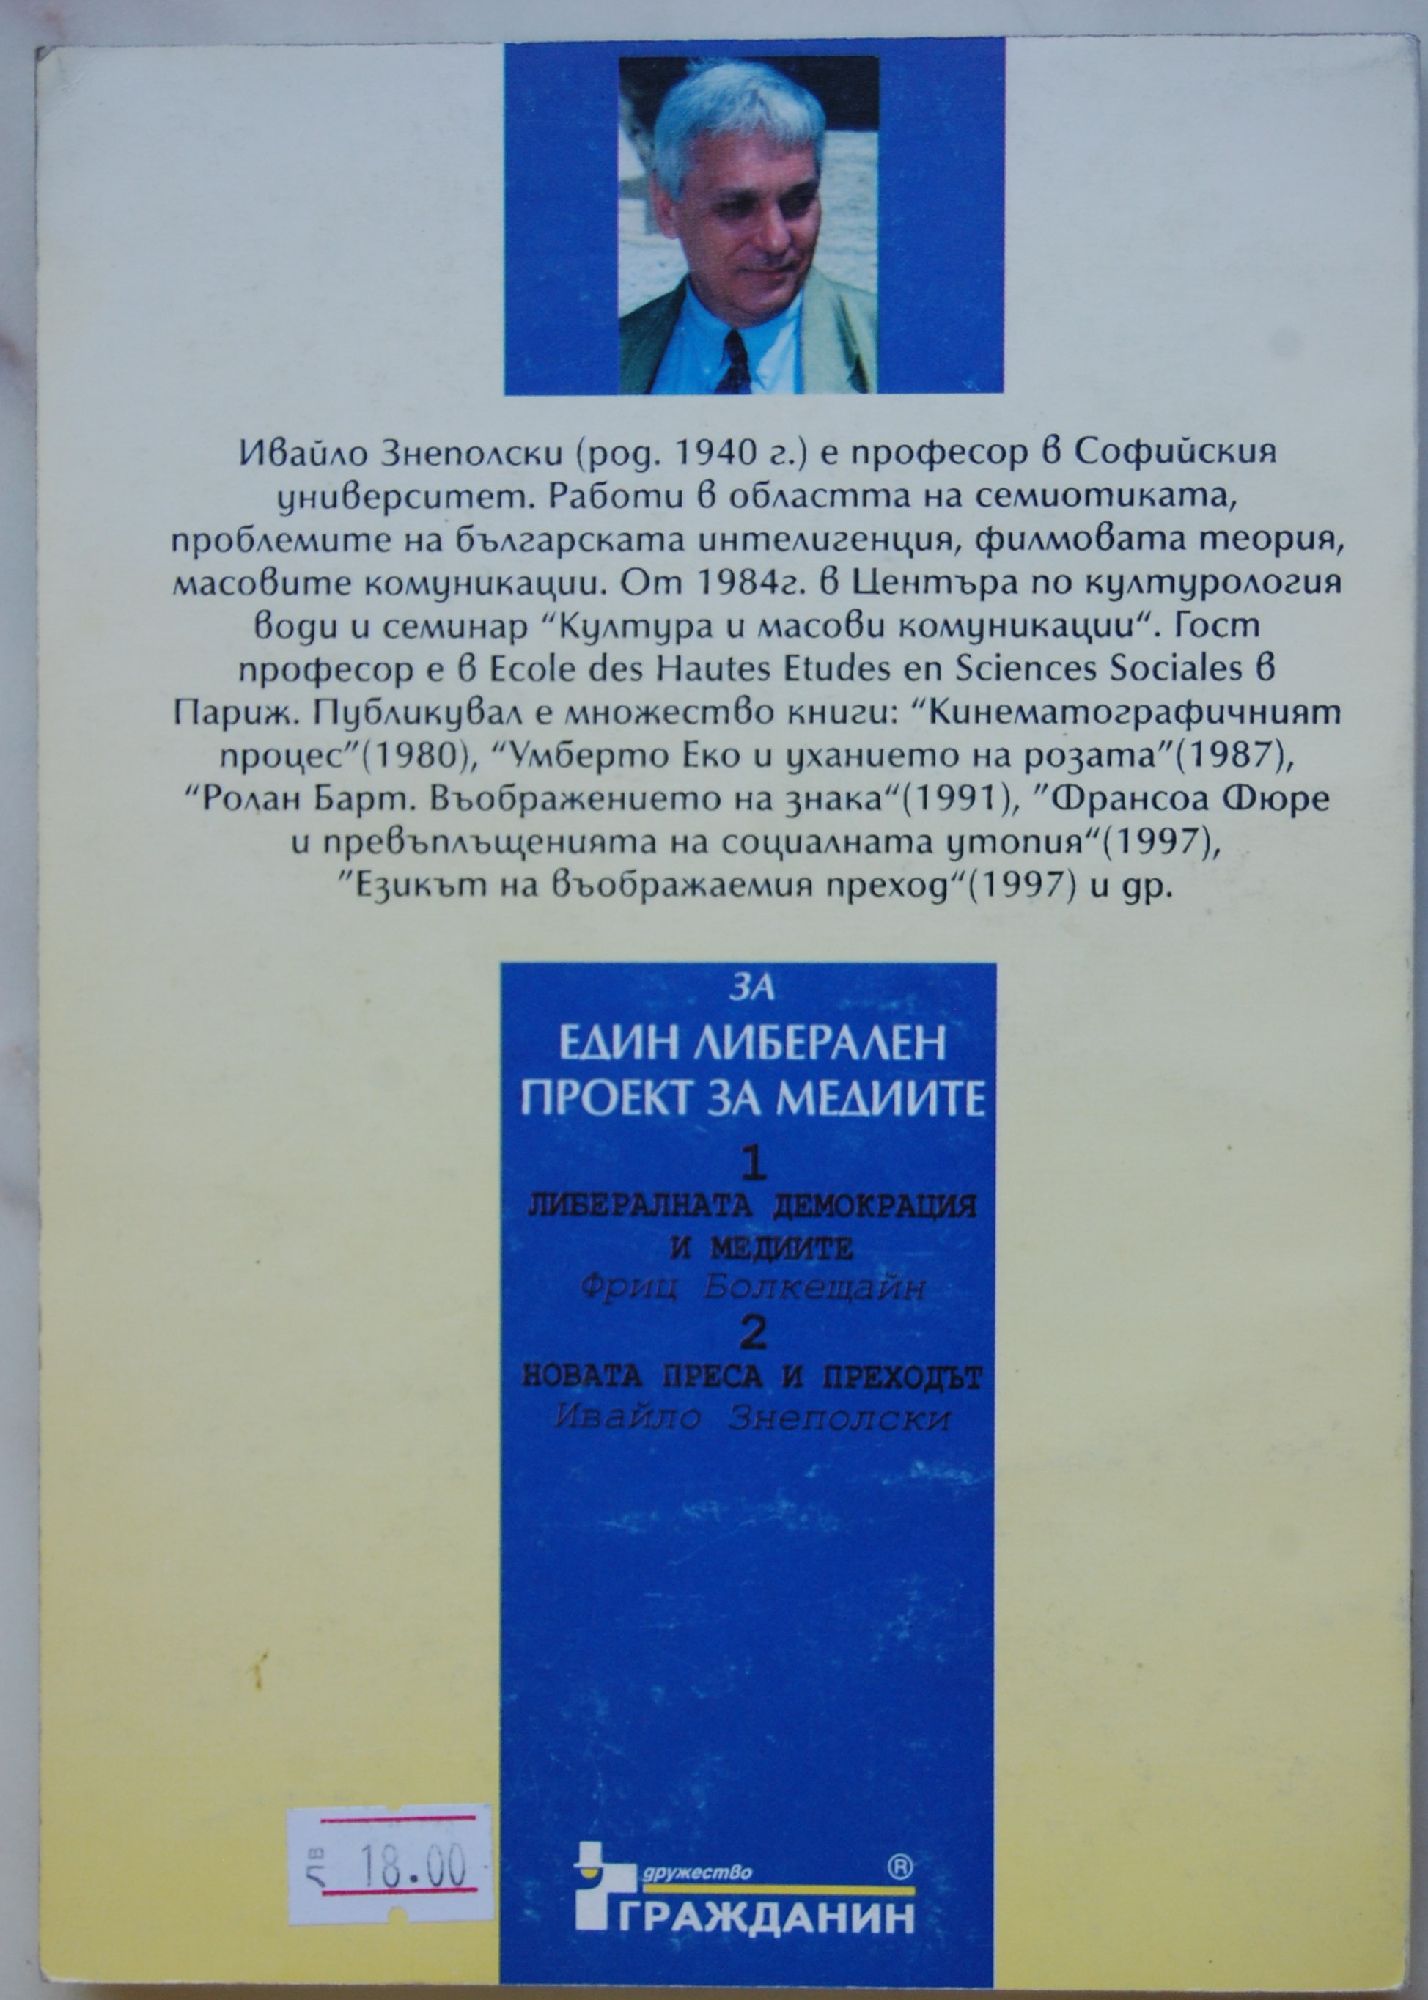 Ивайло Знеполски (род. 1940 г.) е професор в Софийския
университет. Работи в областта на семиотиката,
проблемите на българската интелигенция, филмовата теория,
масовите комуникации. От 1984г. в Центъра по културология
води и семинар “Култура и масови комуникации“. Гост
професор е в Ecole des Hautes Etudes en Sciences Sociales в
Париж. Публикувал е множество книги: “Кинематографичният
процес”(1980), “Умберто Еко и уханието на розата”(1987),
“Ролан Барт. Въображението на знака“(1991), ”Франсоа Фюре
и превъплъщенията на социалната утопия“(1997),
”Езикът на въображаемия преход“(1997) и др.
ЗА
ЕДИН ЛИБЕРАЛЕН
ПРОЕКТ ЗА МЕДИИТЕ
1
ЛИБЕРАЛНАТА ДЕМОКРАЦИЯ
И МЕДИИТЕ
Фриц Болкещайн
2
НОВАТА ПРЕСА И ПРЕХОДЪТ
Ивайло Знеполски
лв 18.00
дружество ®
ГРАЖДАНИН